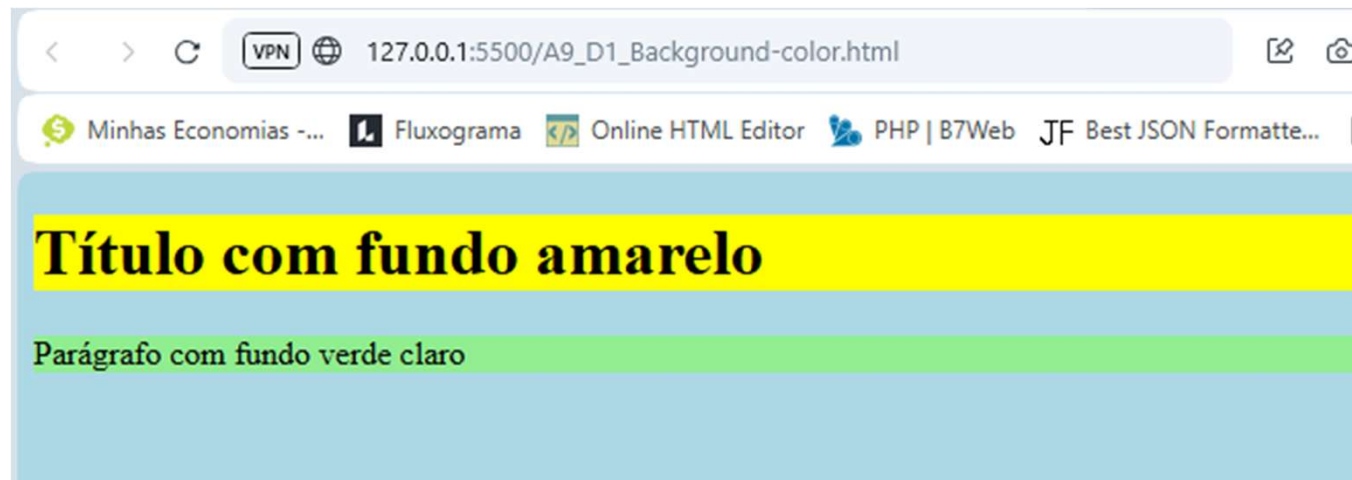 VPN 127.0.0.1:5500/A9_D1_Background-color.html
Minhas Economias -... Fluxograma Online HTML Editor PHP | B7Web JF Best JSON Formatte...
Título com fundo amarelo
Parágrafo com fundo verde claro